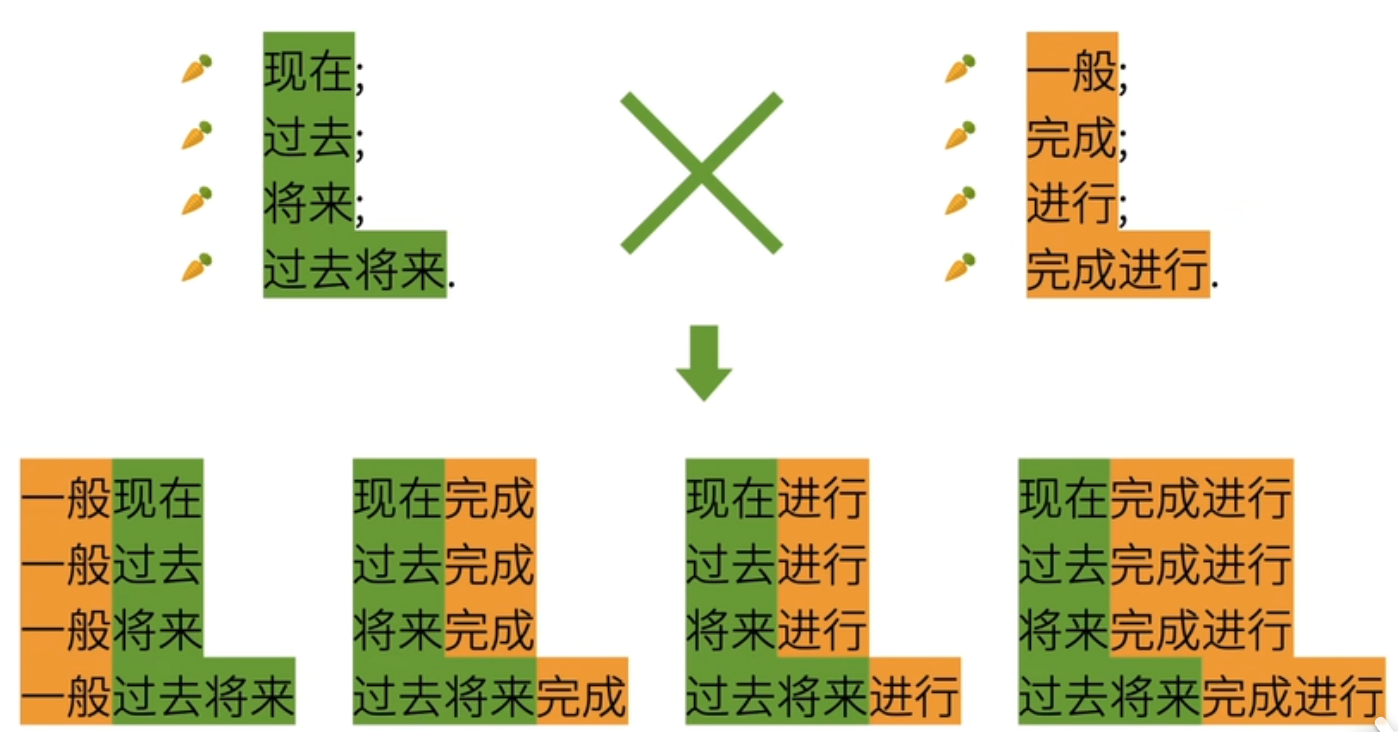 现在;
过去;
将来;
过去将来.
一般;
完成;
进行;
完成进行.
一般现在
一般过去
一般将来
一般过去将来
现在完成
过去完成
将来完成
过去将来完成
现在进行
过去进行
将来进行
过去将来进行
现在完成进行
过去完成进行
将来完成进行
过去将来完成进行